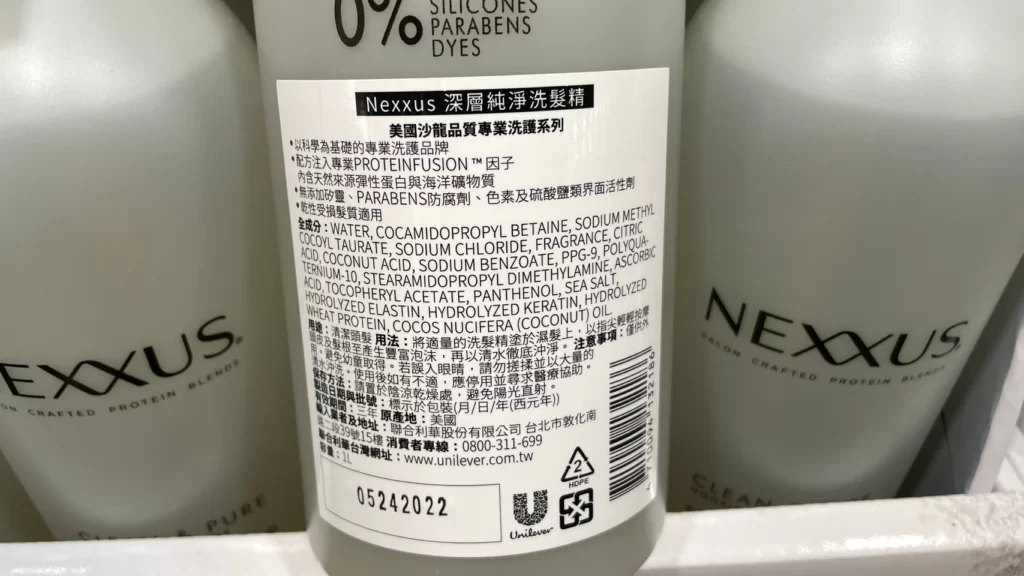 0% SILICONES
PARABENS
DYES
Nexxus 深層純淨洗髮精
美國沙龍品質專業洗護系列
•以科學為基礎的專業洗護品牌
•配方注入專業PROTEINFUSION™因子
內含天然來源彈性蛋白與海洋礦物質
•無添加矽靈、PARABENS防腐劑、色素及硫酸鹽類界面活性劑
•乾性受損髮質適用
全成分：WATER, COCAMIDOPROPYL BETAINE, SODIUM METHYL
COCOYL TAURATE, SODIUM CHLORIDE, FRAGRANCE, CITRIC
ACID, COCONUT ACID, SODIUM BENZOATE, PPG-9, POLYQUA-
TERNIUM-10, STEARAMIDOPROPYL DIMETHYLAMINE, ASCORBIC
ACID, TOCOPHERYL ACETATE, PANTHENOL, SEA SALT,
HYDROLYZED ELASTIN, HYDROLYZED KERATIN, HYDROLYZED
WHEAT PROTEIN, COCOS NUCIFERA (COCONUT) OIL.
用途：清潔頭髮 用法：將適量的洗髮精塗於濕髮上，以指尖輕輕按摩
頭皮及髮根至產生豐富泡沫，再以清水徹底沖淨。注意事項：僅供外
用。避免幼童取得。若誤入眼睛，請勿搓揉並以大量的
清水沖洗。使用後如有不適，應停用並尋求醫療協助。
保存方法：請置於陰涼乾燥處，避免陽光直射。
製造日期與批號：標示於包裝(月/日/年(西元年))
保存期間：三年 原產地：美國
輸入業者及地址：聯合利華股份有限公司 台北市敦化南
路二段39號15樓 消費者專線：0800-311-699
聯合利華台灣網址：www.unilever.com.tw
容量：1L
05242022
Unilever
2
HDPE
EXXUS
SALON CRAFTED PROTEIN BLENDS
& PURE
NEXXUS
SALON CRAFTED PROTEIN BLENDS
CLEAN